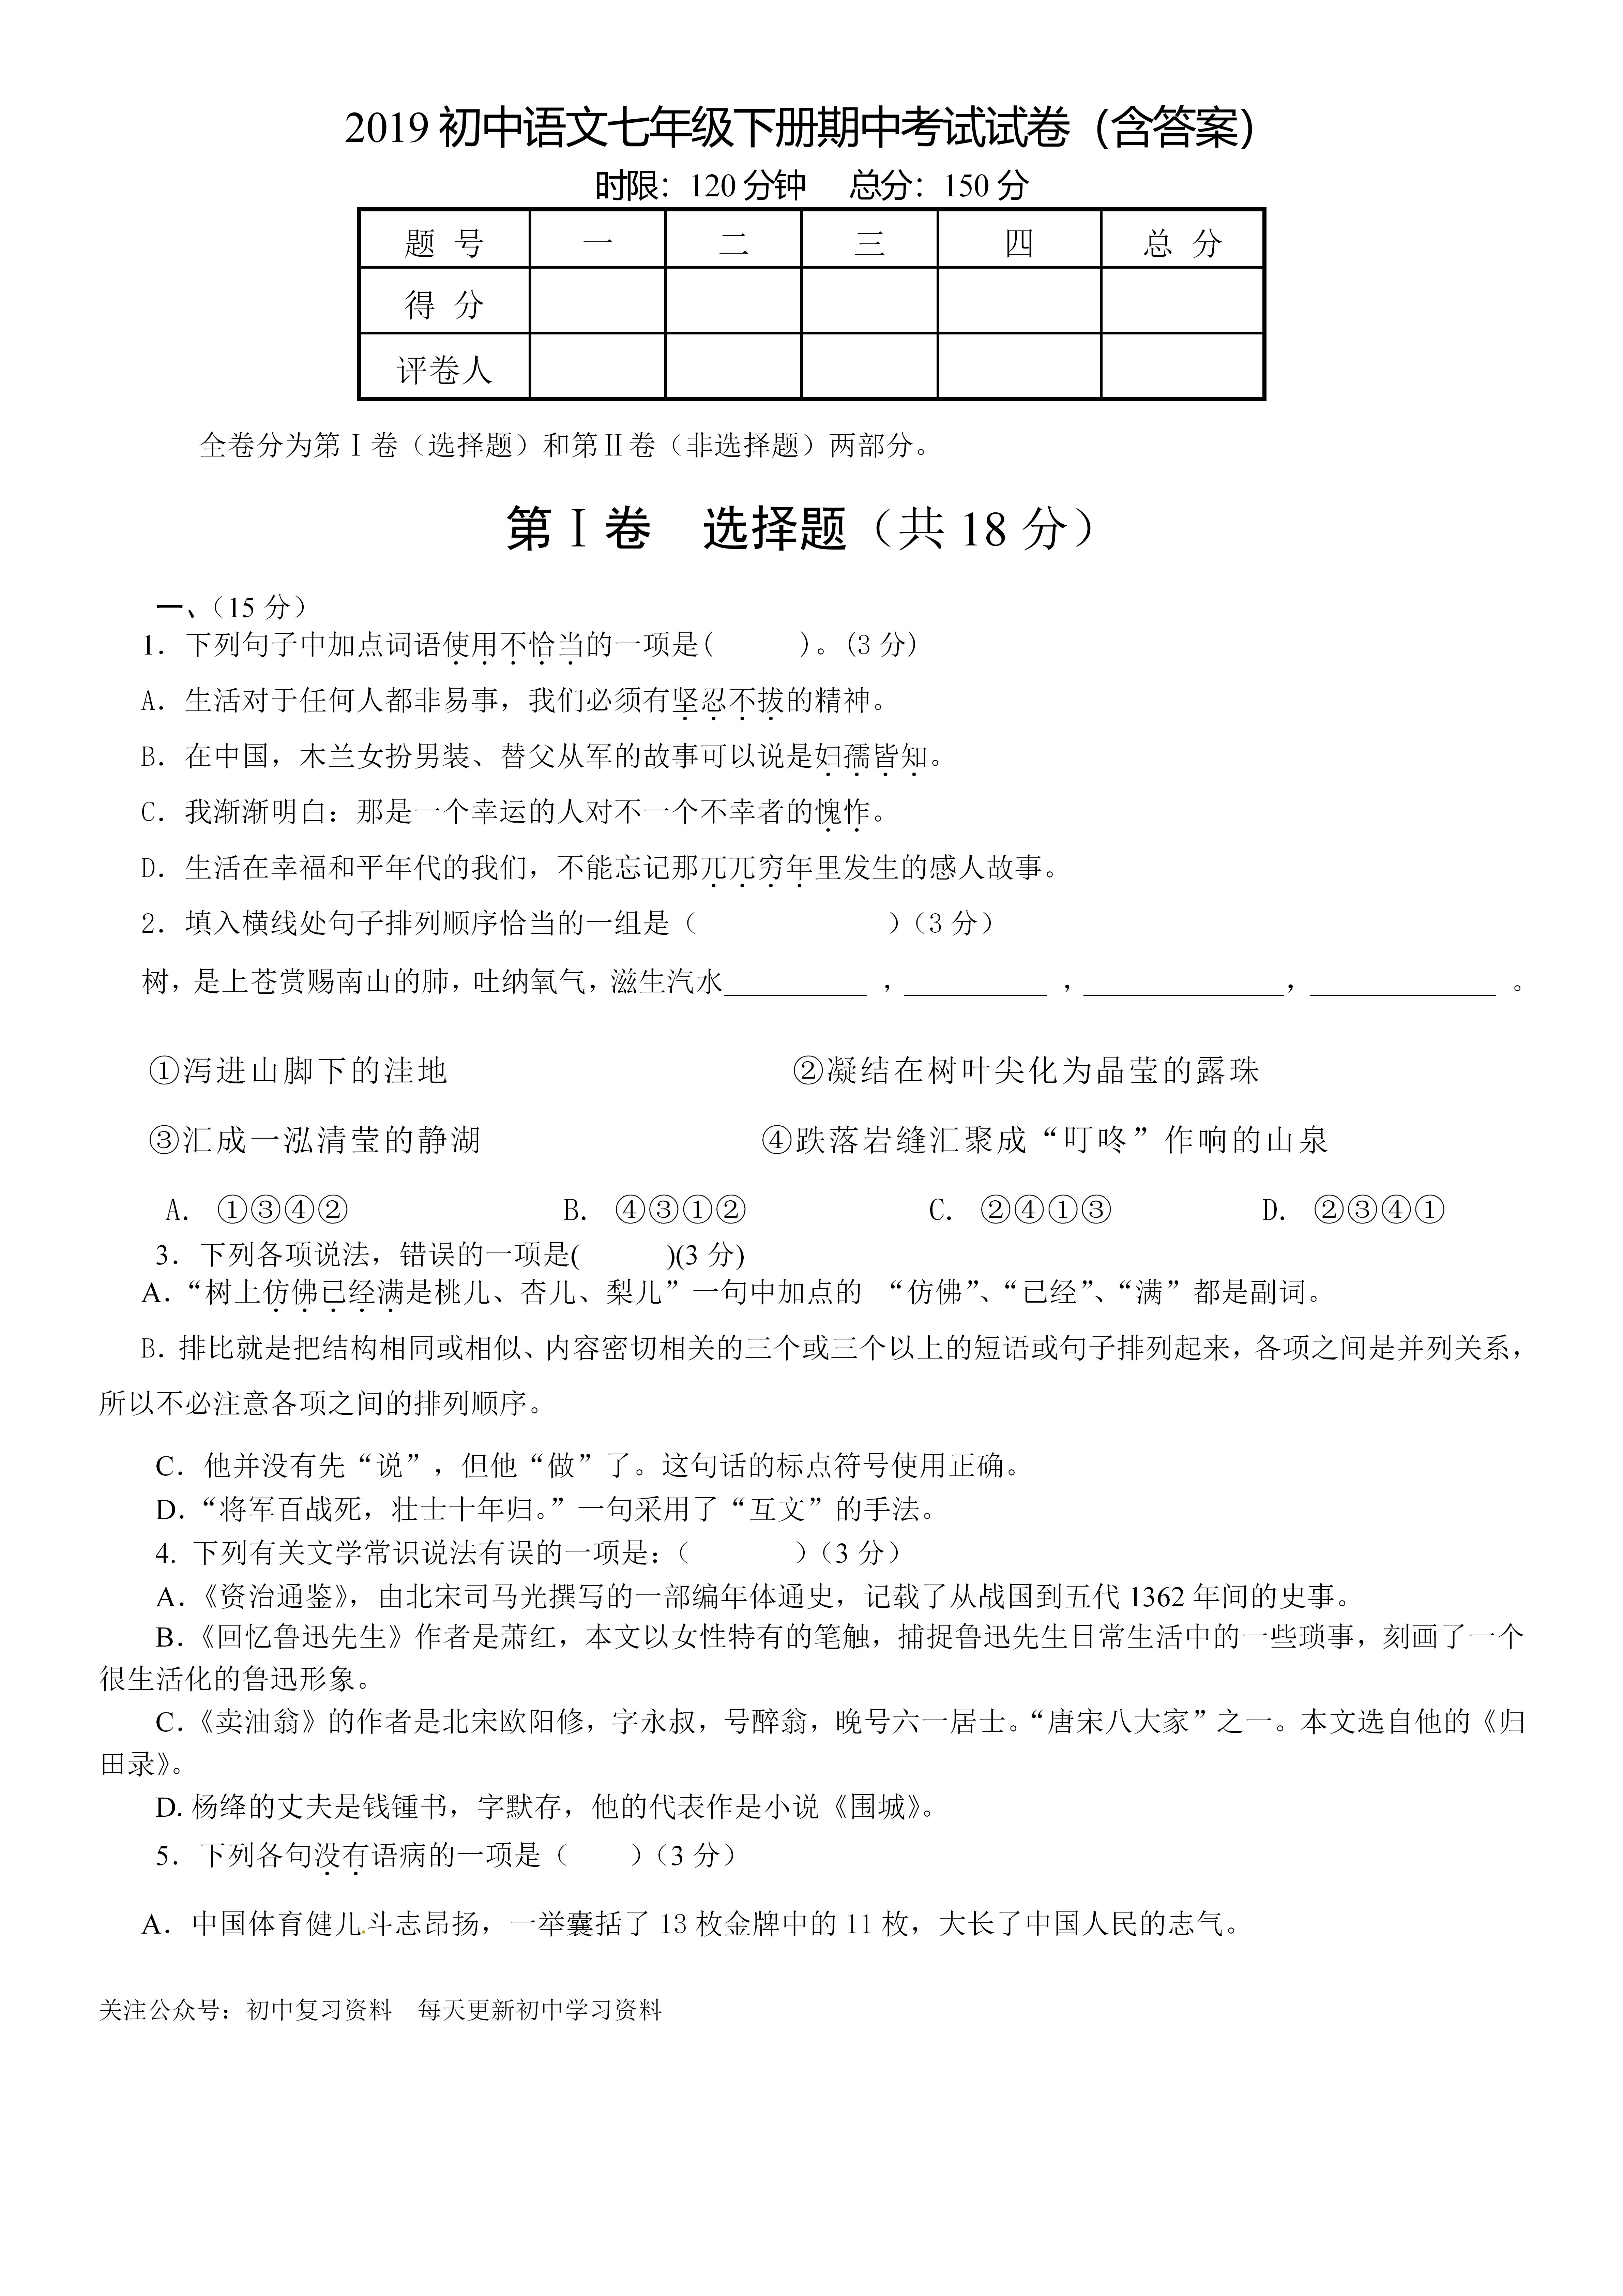 2019 初中语文七年级下册期中考试试卷（含答案）
时限：120 分钟 总分：150 分
题 号 一 二 三 四 总 分
得 分
评卷人
全卷分为第Ⅰ卷（选择题）和第Ⅱ卷（非选择题）两部分。
第Ⅰ卷 选择题（共 18 分）
一、（15 分）
1．下列句子中加点词语使用不恰当的一项是( )。(3 分)
A．生活对于任何人都非易事，我们必须有坚忍不拔的精神。
B．在中国，木兰女扮男装、替父从军的故事可以说是妇孺皆知。
C．我渐渐明白：那是一个幸运的人对不一个不幸者的愧怍。
D．生活在幸福和平年代的我们，不能忘记那兀兀穷年里发生的感人故事。
2．填入横线处句子排列顺序恰当的一组是（ ）（3 分）
树，是上苍赏赐南山的肺，吐纳氧气，滋生汽水__________ ，__________ ，______________，_____________ 。
①泻进山脚下的洼地 ②凝结在树叶尖化为晶莹的露珠
③汇成一泓清莹的静湖 ④跌落岩缝汇聚成“叮咚”作响的山泉
A． ①③④② B． ④③①② C． ②④①③ D． ②③④①
3．下列各项说法，错误的一项是( )(3 分)
A．“树上仿佛已经满是桃儿、杏儿、梨儿”一句中加点的 “仿佛”、“已经”、“满”都是副词。
B．排比就是把结构相同或相似、内容密切相关的三个或三个以上的短语或句子排列起来，各项之间是并列关系，
所以不必注意各项之间的排列顺序。
C．他并没有先“说”，但他“做”了。这句话的标点符号使用正确。
D．“将军百战死，壮士十年归。”一句采用了“互文”的手法。
4．下列有关文学常识说法有误的一项是：（ ）（3 分）
A．《资治通鉴》，由北宋司马光撰写的一部编年体通史，记载了从战国到五代 1362 年间的史事。
B．《回忆鲁迅先生》作者是萧红，本文以女性特有的笔触，捕捉鲁迅先生日常生活中的一些琐事，刻画了一个
很生活化的鲁迅形象。
C．《卖油翁》的作者是北宋欧阳修，字永叔，号醉翁，晚号六一居士。“唐宋八大家”之一。本文选自他的《归
田录》。
D. 杨绛的丈夫是钱锺书，字默存，他的代表作是小说《围城》。
5．下列各句没有语病的一项是（ ）（3 分）
A．中国体育健儿斗志昂扬，一举囊括了 13 枚金牌中的 11 枚，大长了中国人民的志气。
关注公众号：初中复习资料 每天更新初中学习资料